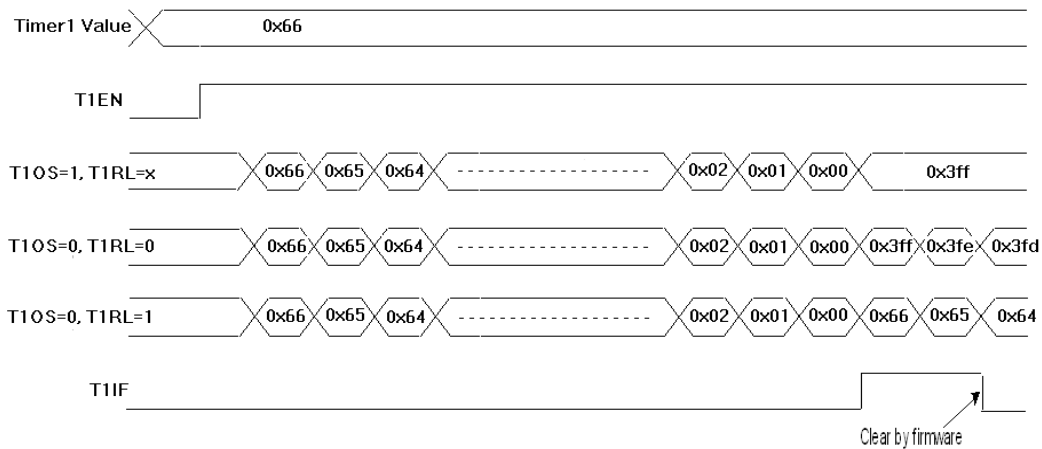 Timer1 Value 0x66
T1EN
T1OS=1, T1RL=x 0x66 0x65 0x64 0x02 0x01 0x00 0x3ff
T1OS=0, T1RL=0 0x66 0x65 0x64 0x02 0x01 0x00 0x3ff 0x3fe 0x3fd
T1OS=0, T1RL=1 0x66 0x65 0x64 0x02 0x01 0x00 0x66 0x65 0x64
T1IF
Clear by firmware